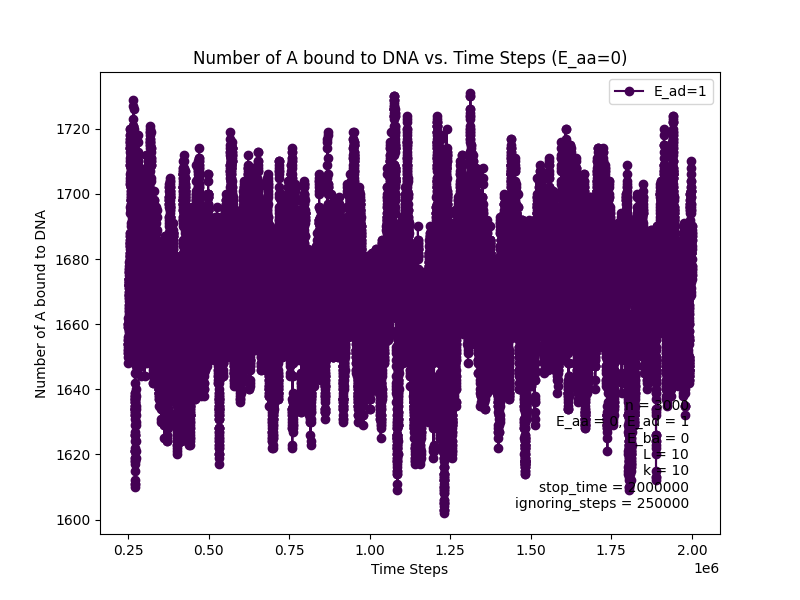 Number of A bound to DNA vs. Time Steps (E_aa=0)
E_ad=1
Number of A bound to DNA
1720
1700
1680
1660
1640
1620
1600
E_aa = 0, E_ad = 1
E_ba = 0
L = 10
k = 10
stop_time = 2000000
ignoring_steps = 250000
0.25 0.50 0.75 1.00 1.25 1.50 1.75 2.00
1e6
Time Steps